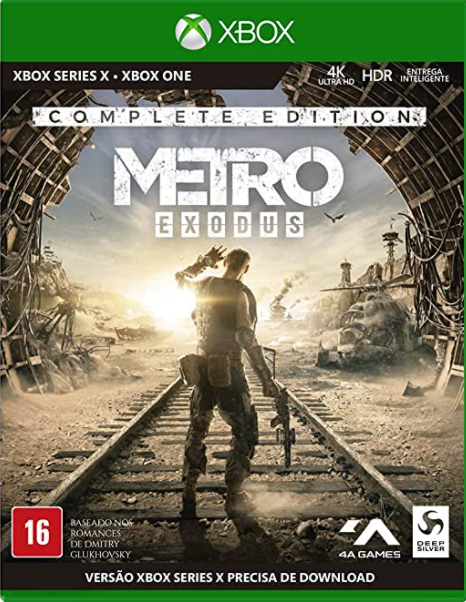 XBOX
XBOX SERIES X • XBOX ONE
4K
ULTRA HD
HDR
ENTREGA
INTELIGENTE
COMPLETE EDITION
METRO
EXODUS
16
BASEADO NOS
ROMANCES
DE DMITRY
GLUKHOVSKY
4A GAMES
DEEP
SILVER
VERSÃO XBOX SERIES X PRECISA DE DOWNLOAD